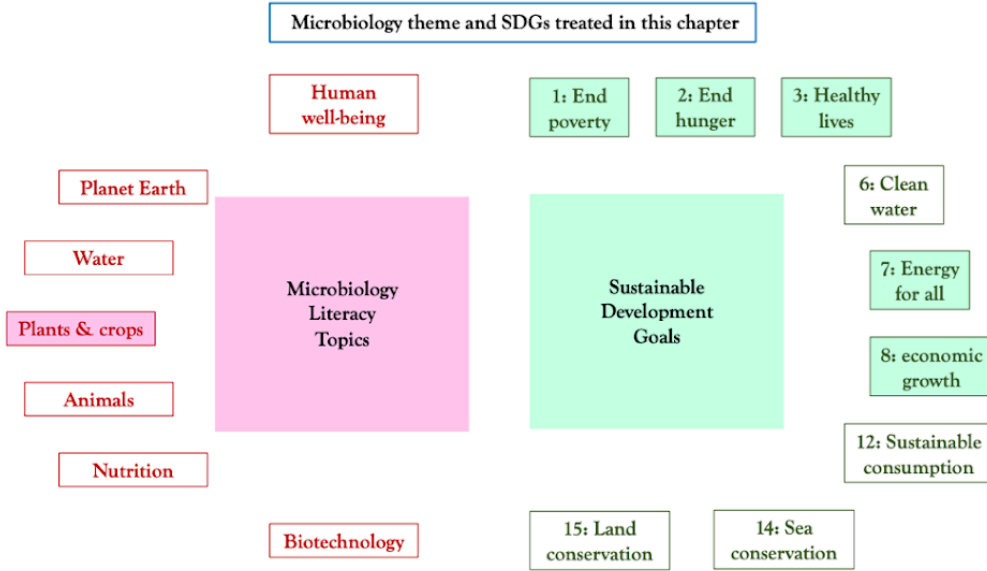 Microbiology theme and SDGs treated in this chapter
Human
well-being
Planet Earth
Water
Plants & crops
Animals
Nutrition
Biotechnology
Microbiology
Literacy
Topics
1: End
poverty
2: End
hunger
3: Healthy
lives
6: Clean
water
7: Energy
for all
8: economic
growth
12: Sustainable
consumption
14: Sea
conservation
15: Land
conservation
Sustainable
Development
Goals